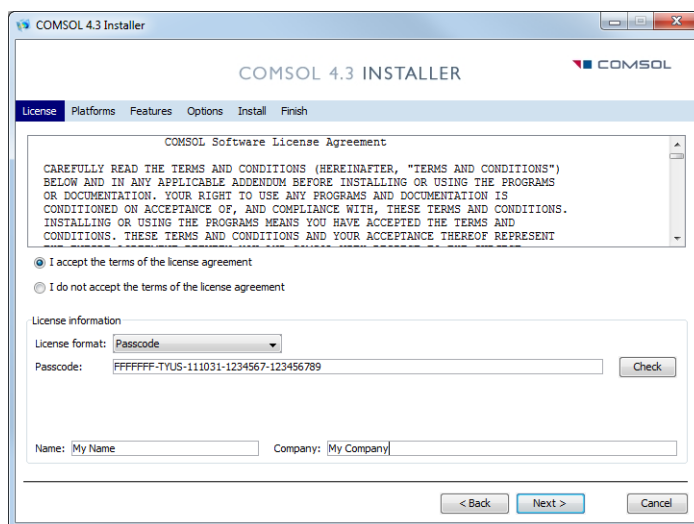 COMSOL 4.3 Installer
COMSOL 4.3 INSTALLER
COMSOL
License Platforms Features Options Install Finish
COMSOL Software License Agreement
CAREFULLY READ THE TERMS AND CONDITIONS (HEREINAFTER, "TERMS AND CONDITIONS")
BELOW AND IN ANY APPLICABLE ADDENDUM BEFORE INSTALLING OR USING THE PROGRAMS
OR DOCUMENTATION. YOUR RIGHT TO USE ANY PROGRAMS AND DOCUMENTATION IS
CONDITIONED ON ACCEPTANCE OF, AND COMPLIANCE WITH, THESE TERMS AND CONDITIONS.
INSTALLING OR USING THE PROGRAMS MEANS YOU HAVE ACCEPTED THE TERMS AND
CONDITIONS. THESE TERMS AND CONDITIONS AND YOUR ACCEPTANCE THEREOF REPRESENT
I accept the terms of the license agreement
I do not accept the terms of the license agreement
License information
License format: Passcode
Passcode: FFFFFFF-TYUS-111031-1234567-123456789 Check
Name: My Name Company: My Company
< Back Next > Cancel